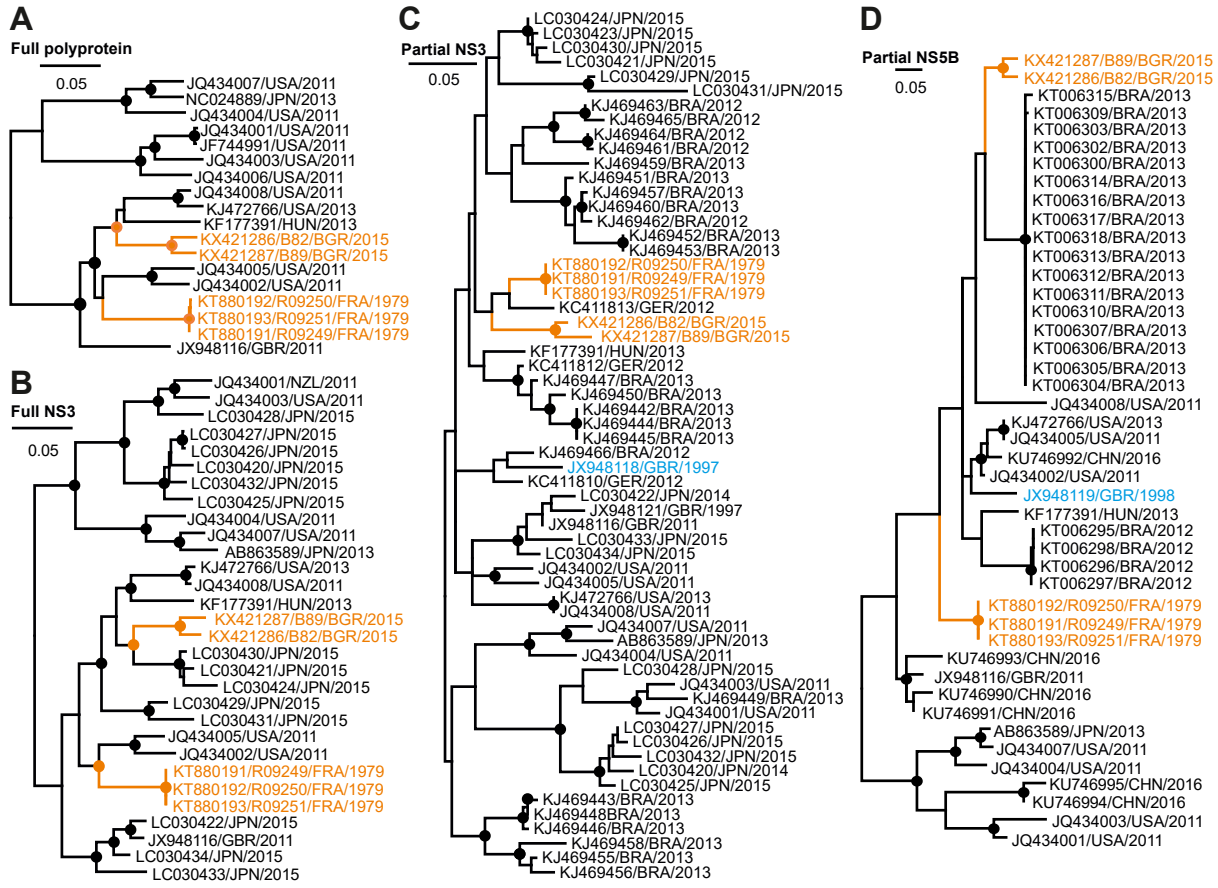 A
Full polyprotein
0.05
JQ434007/USA/2011
NC024889/JPN/2013
JQ434004/USA/2011
JQ434001/USA/2011
JF744991/USA/2011
JQ434003/USA/2011
JQ434006/USA/2011
JQ434008/USA/2011
KJ472766/USA/2013
KF177391/HUN/2013
KX421286/B82/BGR/2015
KX421287/B89/BGR/2015
JQ434005/USA/2011
JQ434002/USA/2011
KT880192/R09250/FRA/1979
KT880193/R09251/FRA/1979
KT880191/R09249/FRA/1979
JX948116/GBR/2011
B
Full NS3
0.05
JQ434001/NZL/2011
JQ434003/USA/2011
LC030428/JPN/2015
LC030427/JPN/2015
LC030426/JPN/2015
LC030420/JPN/2015
LC030432/JPN/2015
LC030425/JPN/2015
JQ434004/USA/2011
JQ434007/USA/2011
AB863589/JPN/2013
KJ472766/USA/2013
JQ434008/USA/2011
KF177391/HUN/2013
KX421287/B89/BGR/2015
KX421286/B82/BGR/2015
LC030430/JPN/2015
LC030421/JPN/2015
LC030424/JPN/2015
LC030429/JPN/2015
LC030431/JPN/2015
JQ434005/USA/2011
JQ434002/USA/2011
KT880191/R09249/FRA/1979
KT880192/R09250/FRA/1979
KT880193/R09251/FRA/1979
LC030422/JPN/2015
JX948116/GBR/2011
LC030434/JPN/2015
LC030433/JPN/2015
C
Partial NS3
0.05
LC030424/JPN/2015
LC030423/JPN/2015
LC030430/JPN/2015
LC030421/JPN/2015
LC030429/JPN/2015
LC030431/JPN/2015
KJ469463/BRA/2012
KJ469465/BRA/2012
KJ469464/BRA/2012
KJ469461/BRA/2012
KJ469459/BRA/2013
KJ469451/BRA/2013
KJ469457/BRA/2013
KJ469460/BRA/2013
KJ469462/BRA/2012
KJ469452/BRA/2013
KJ469453/BRA/2013
KT880192/R09250/FRA/1979
KT880191/R09249/FRA/1979
KT880193/R09251/FRA/1979
KC411813/GER/2012
KX421286/B82/BGR/2015
KX421287/B89/BGR/2015
KF177391/HUN/2013
KC411812/GER/2012
KJ469447/BRA/2013
KJ469450/BRA/2013
KJ469442/BRA/2013
KJ469444/BRA/2013
KJ469445/BRA/2013
KJ469466/BRA/2012
JX948118/GBR/1997
KC411810/GER/2012
LC030422/JPN/2014
JX948121/GBR/1997
JX948116/GBR/2011
LC030433/JPN/2015
LC030434/JPN/2015
JQ434002/USA/2011
JQ434005/USA/2011
KJ472766/USA/2013
JQ434008/USA/2011
JQ434007/USA/2011
AB863589/JPN/2013
JQ434004/USA/2011
LC030428/JPN/2015
JQ434003/USA/2011
KJ469449/BRA/2013
JQ434001/USA/2011
LC030427/JPN/2015
LC030426/JPN/2015
LC030432/JPN/2015
LC030420/JPN/2014
LC030425/JPN/2015
KJ469443/BRA/2013
KJ469448BRA/2013
KJ469446/BRA/2013
KJ469458/BRA/2013
KJ469455/BRA/2013
KJ469456/BRA/2013
D
Partial NS5B
0.05
KX421287/B89/BGR/2015
KX421286/B82/BGR/2015
KT006315/BRA/2013
KT006309/BRA/2013
KT006303/BRA/2013
KT006302/BRA/2013
KT006300/BRA/2013
KT006314/BRA/2013
KT006316/BRA/2013
KT006317/BRA/2013
KT006318/BRA/2013
KT006313/BRA/2013
KT006312/BRA/2013
KT006311/BRA/2013
KT006310/BRA/2013
KT006307/BRA/2013
KT006306/BRA/2013
KT006305/BRA/2013
KT006304/BRA/2013
JQ434008/USA/2011
KJ472766/USA/2013
JQ434005/USA/2011
KU746992/CHN/2016
JQ434002/USA/2011
JX948119/GBR/1998
KF177391/HUN/2013
KT006295/BRA/2012
KT006298/BRA/2012
KT006296/BRA/2012
KT006297/BRA/2012
KT880192/R09250/FRA/1979
KT880191/R09249/FRA/1979
KT880193/R09251/FRA/1979
KU746993/CHN/2016
JX948116/GBR/2011
KU746990/CHN/2016
KU746991/CHN/2016
AB863589/JPN/2013
JQ434007/USA/2011
JQ434004/USA/2011
KU746995/CHN/2016
KU746994/CHN/2016
JQ434003/USA/2011
JQ434001/USA/2011